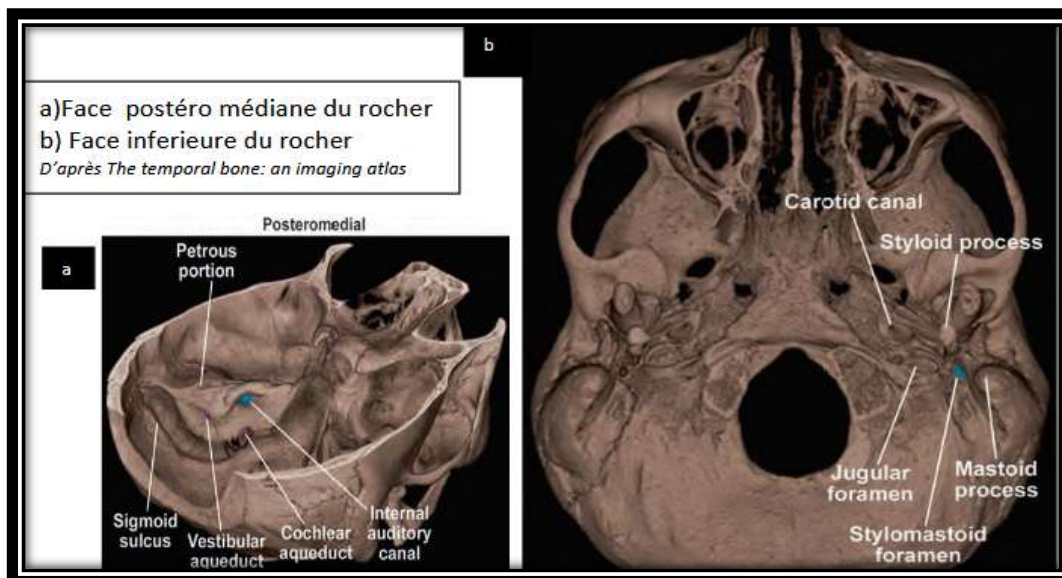 b
a)Face postéro médiane du rocher
b) Face inferieure du rocher
D'après The temporal bone: an imaging atlas
Posteromedial
a
Petrous
portion
Sigmoid
sulcus
Vestibular
aqueduct
Cochlear
aqueduct
Internal
auditory
canal
Carotid canal
Styloid process
Jugular
foramen
Mastoid
process
Stylomastoid
foramen